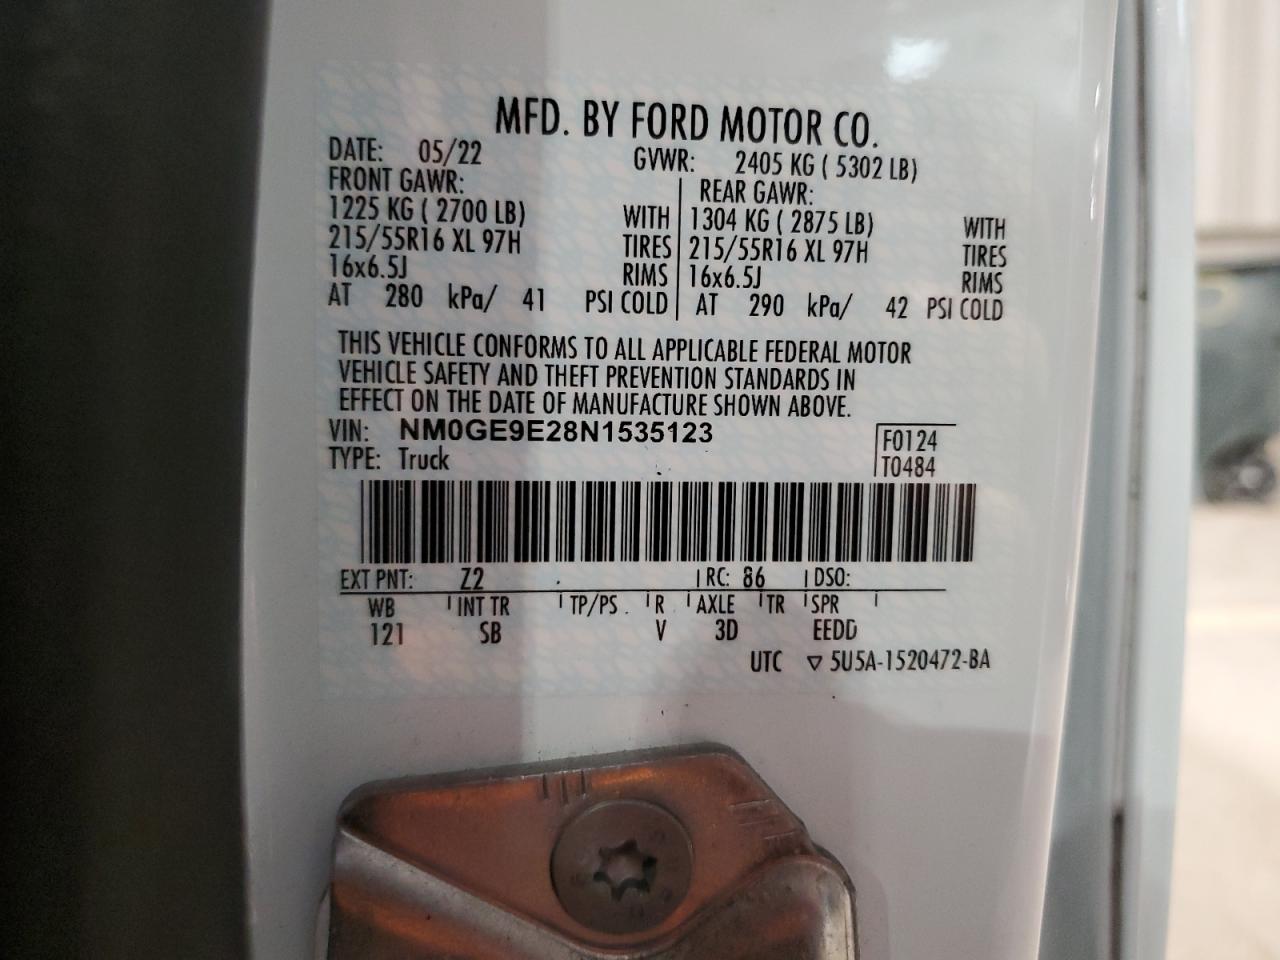 MFD. BY FORD MOTOR CO.
DATE: 05/22 GVWR: 2405 KG ( 5302 LB)
FRONT GAWR: REAR GAWR:
1225 KG ( 2700 LB) WITH 1304 KG ( 2875 LB) WITH
215/55R16 XL 97H TIRES 215/55R16 XL 97H TIRES
16x6.5J RIMS 16x6.5J RIMS
AT 280 kPa/ 41 PSI COLD AT 290 kPa/ 42 PSI COLD
THIS VEHICLE CONFORMS TO ALL APPLICABLE FEDERAL MOTOR
VEHICLE SAFETY AND THEFT PREVENTION STANDARDS IN
EFFECT ON THE DATE OF MANUFACTURE SHOWN ABOVE.
VIN: NM0GE9E28N1535123 F0124
TYPE: Truck T0484
EXT PNT: Z2 RC: 86 DSO:
WB INT TR TP/PS R AXLE TR SPR
121 SB V 3D EEDD
UTC ▽ 5U5A-1520472-BA